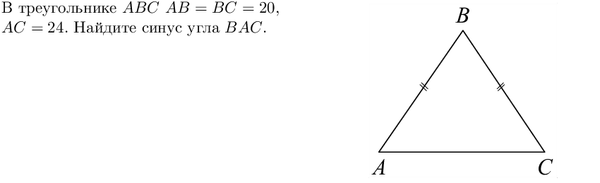 В треугольнике ABC AB = BC = 20,
AC = 24. Найдите синус угла BAC.
B
A
C